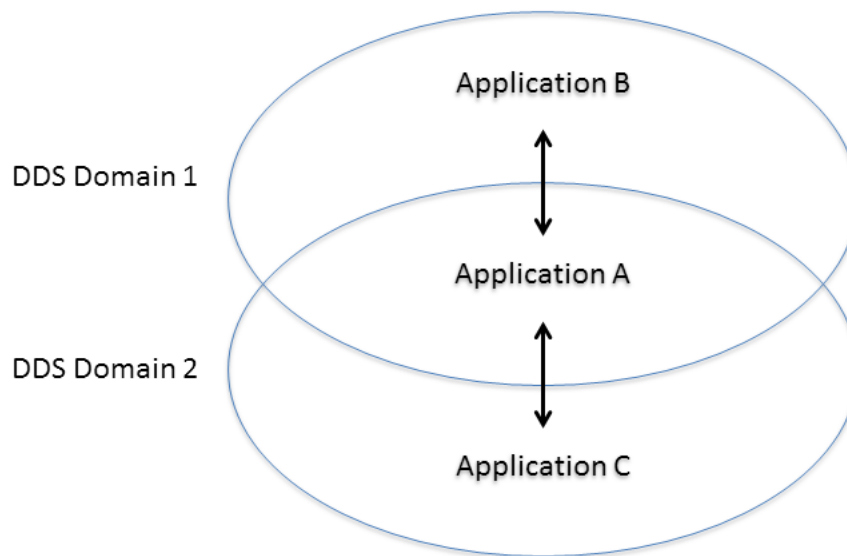 Application B
DDS Domain 1
Application A
DDS Domain 2
Application C